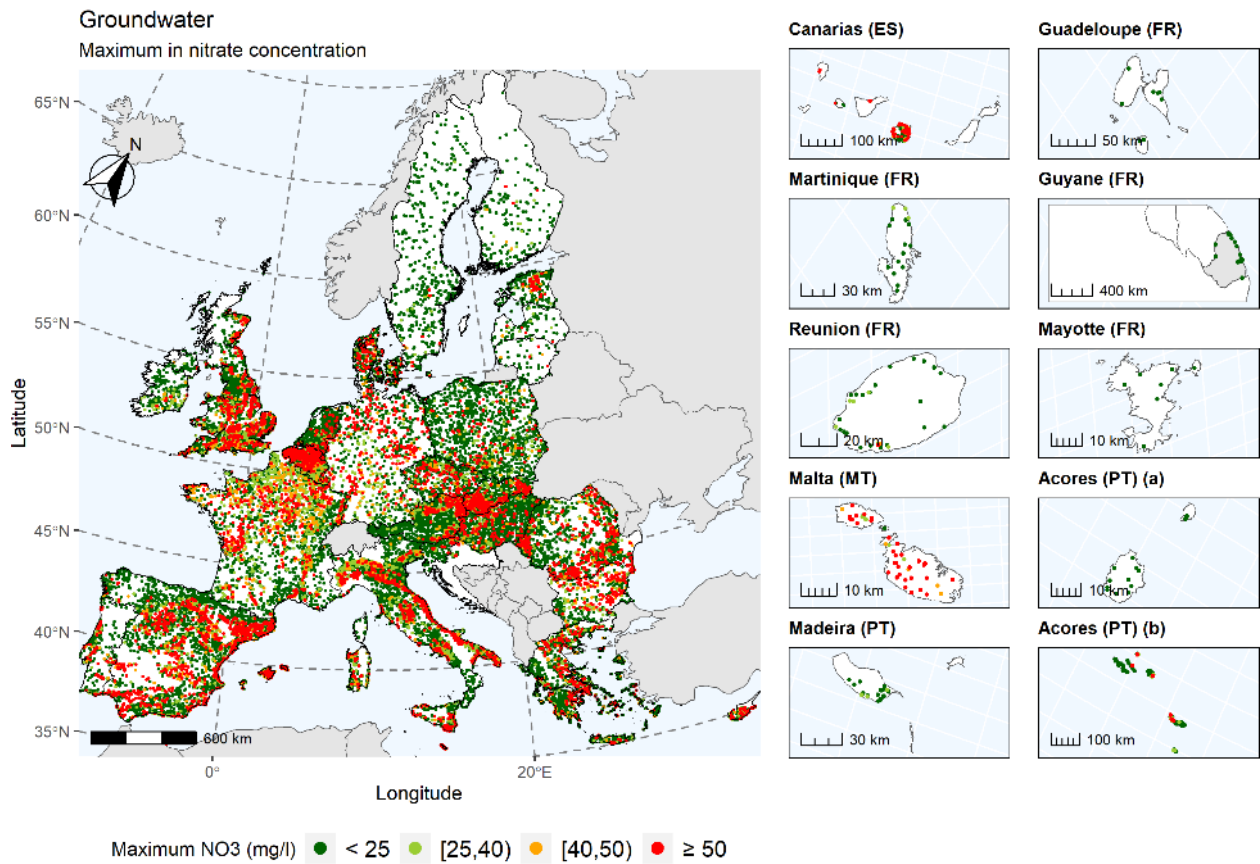 Groundwater
Maximum in nitrate concentration
65°N
60°N
55°N
50°N
45°N
40°N
35°N
Latitude
N
600 km
0°
20°E
Longitude
Canarias (ES)
100 km
Guadeloupe (FR)
50 km
Martinique (FR)
30 km
Guyane (FR)
400 km
Reunion (FR)
20 km
Mayotte (FR)
10 km
Malta (MT)
10 km
Acores (PT) (a)
10 km
Madeira (PT)
30 km
Acores (PT) (b)
100 km
Maximum NO3 (mg/l) < 25 [25,40) [40,50) ≥ 50